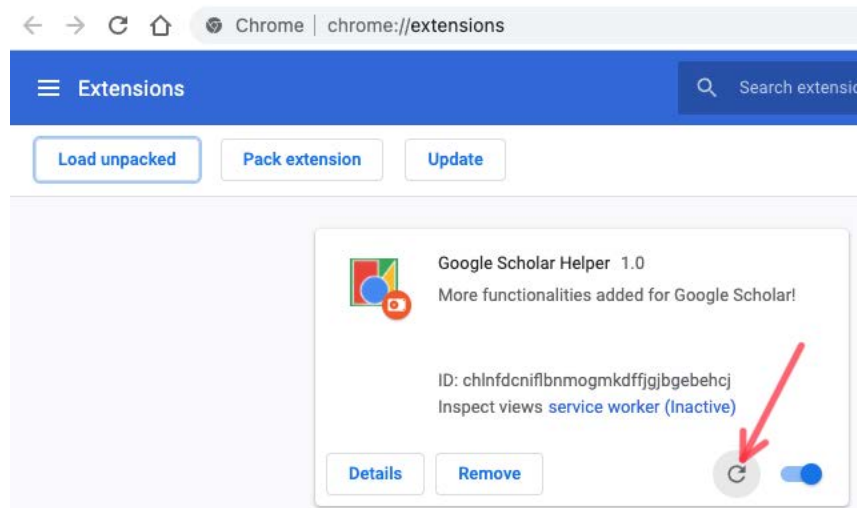 Chrome | chrome://extensions
Extensions
Search extensio
Load unpacked Pack extension Update
Google Scholar Helper 1.0
More functionalities added for Google Scholar!
ID: chlnfdcniflbnmogmkdffjgjbgebehcj
Inspect views service worker (Inactive)
Details Remove